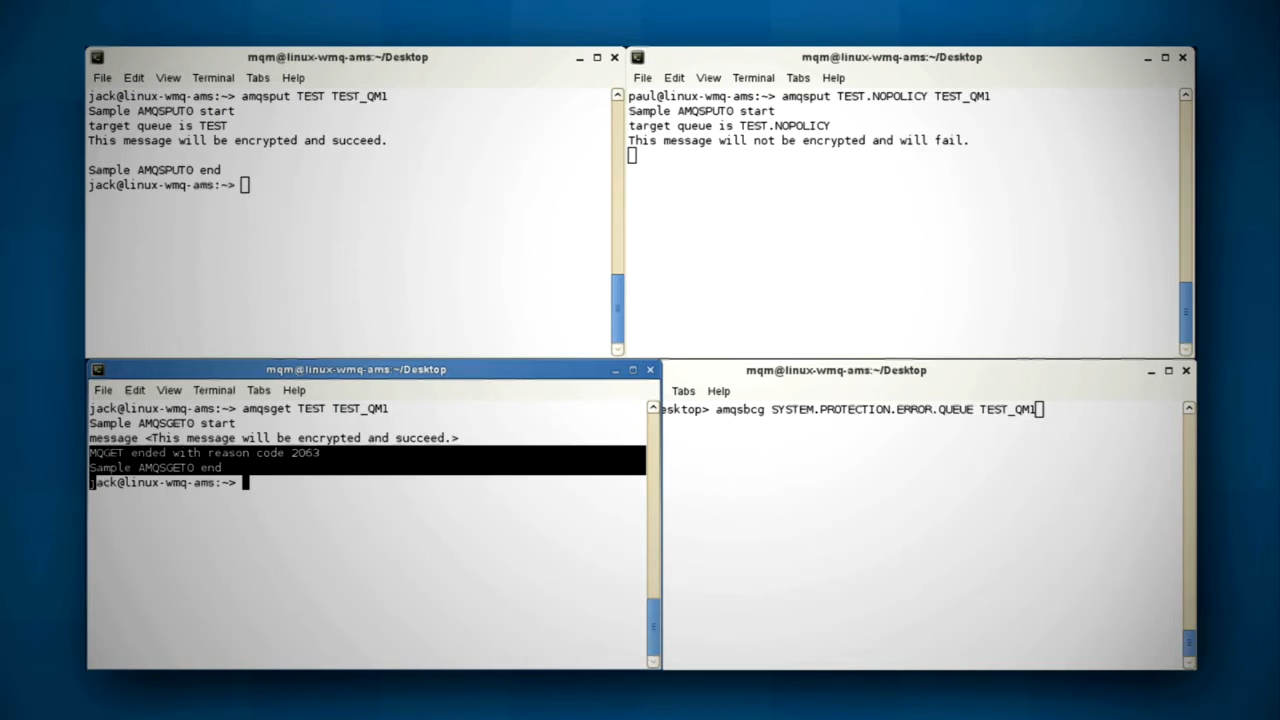 mqm@linux-wmq-ams:~/Desktop
File Edit View Terminal Tabs Help
jack@linux-wmq-ams:~> amqsput TEST TEST_QM1
Sample AMQSPUT0 start
target queue is TEST
This message will be encrypted and succeed.
Sample AMQSPUT0 end
jack@linux-wmq-ams:~>
mqm@linux-wmq-ams:~/Desktop
File Edit View Terminal Tabs Help
paul@linux-wmq-ams:~> amqsput TEST.NOPOLICY TEST_QM1
Sample AMQSPUT0 start
target queue is TEST.NOPOLICY
This message will not be encrypted and will fail.
mqm@linux-wmq-ams:~/Desktop
File Edit View Terminal Tabs Help
jack@linux-wmq-ams:~> amqsget TEST TEST_QM1
Sample AMQSGET0 start
message <This message will be encrypted and succeed.>
MQGET ended with reason code 2063
Sample AMQSGET0 end
jack@linux-wmq-ams:~>
mqm@linux-wmq-ams:~/Desktop
Tabs Help
esktop> amqsbcg SYSTEM.PROTECTION.ERROR.QUEUE TEST_QM1